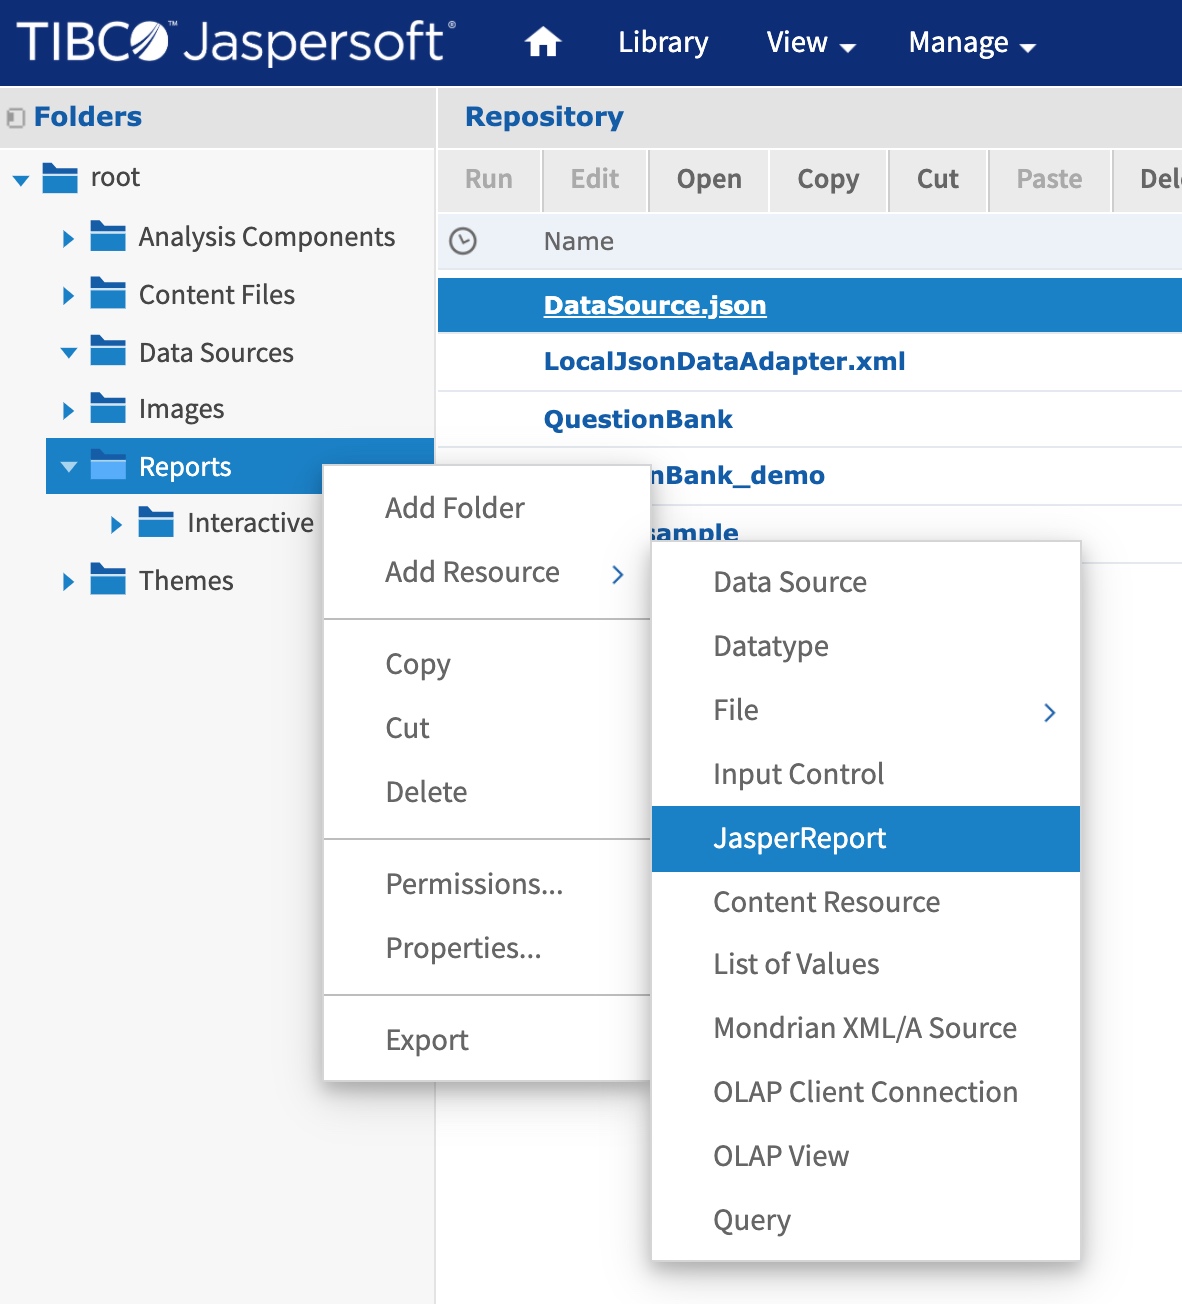 TIBCO™ Jaspersoft®
Library
View
Manage
Folders
root
Analysis Components
Content Files
Data Sources
Images
Reports
Interactive
Themes
Repository
Run
Edit
Open
Copy
Cut
Paste
Name
DataSource.json
LocalJsonDataAdapter.xml
QuestionBank
nBank_demo
sample
Add Folder
Add Resource
Copy
Cut
Delete
Permissions...
Properties...
Export
Data Source
Datatype
File
Input Control
JasperReport
Content Resource
List of Values
Mondrian XML/A Source
OLAP Client Connection
OLAP View
Query